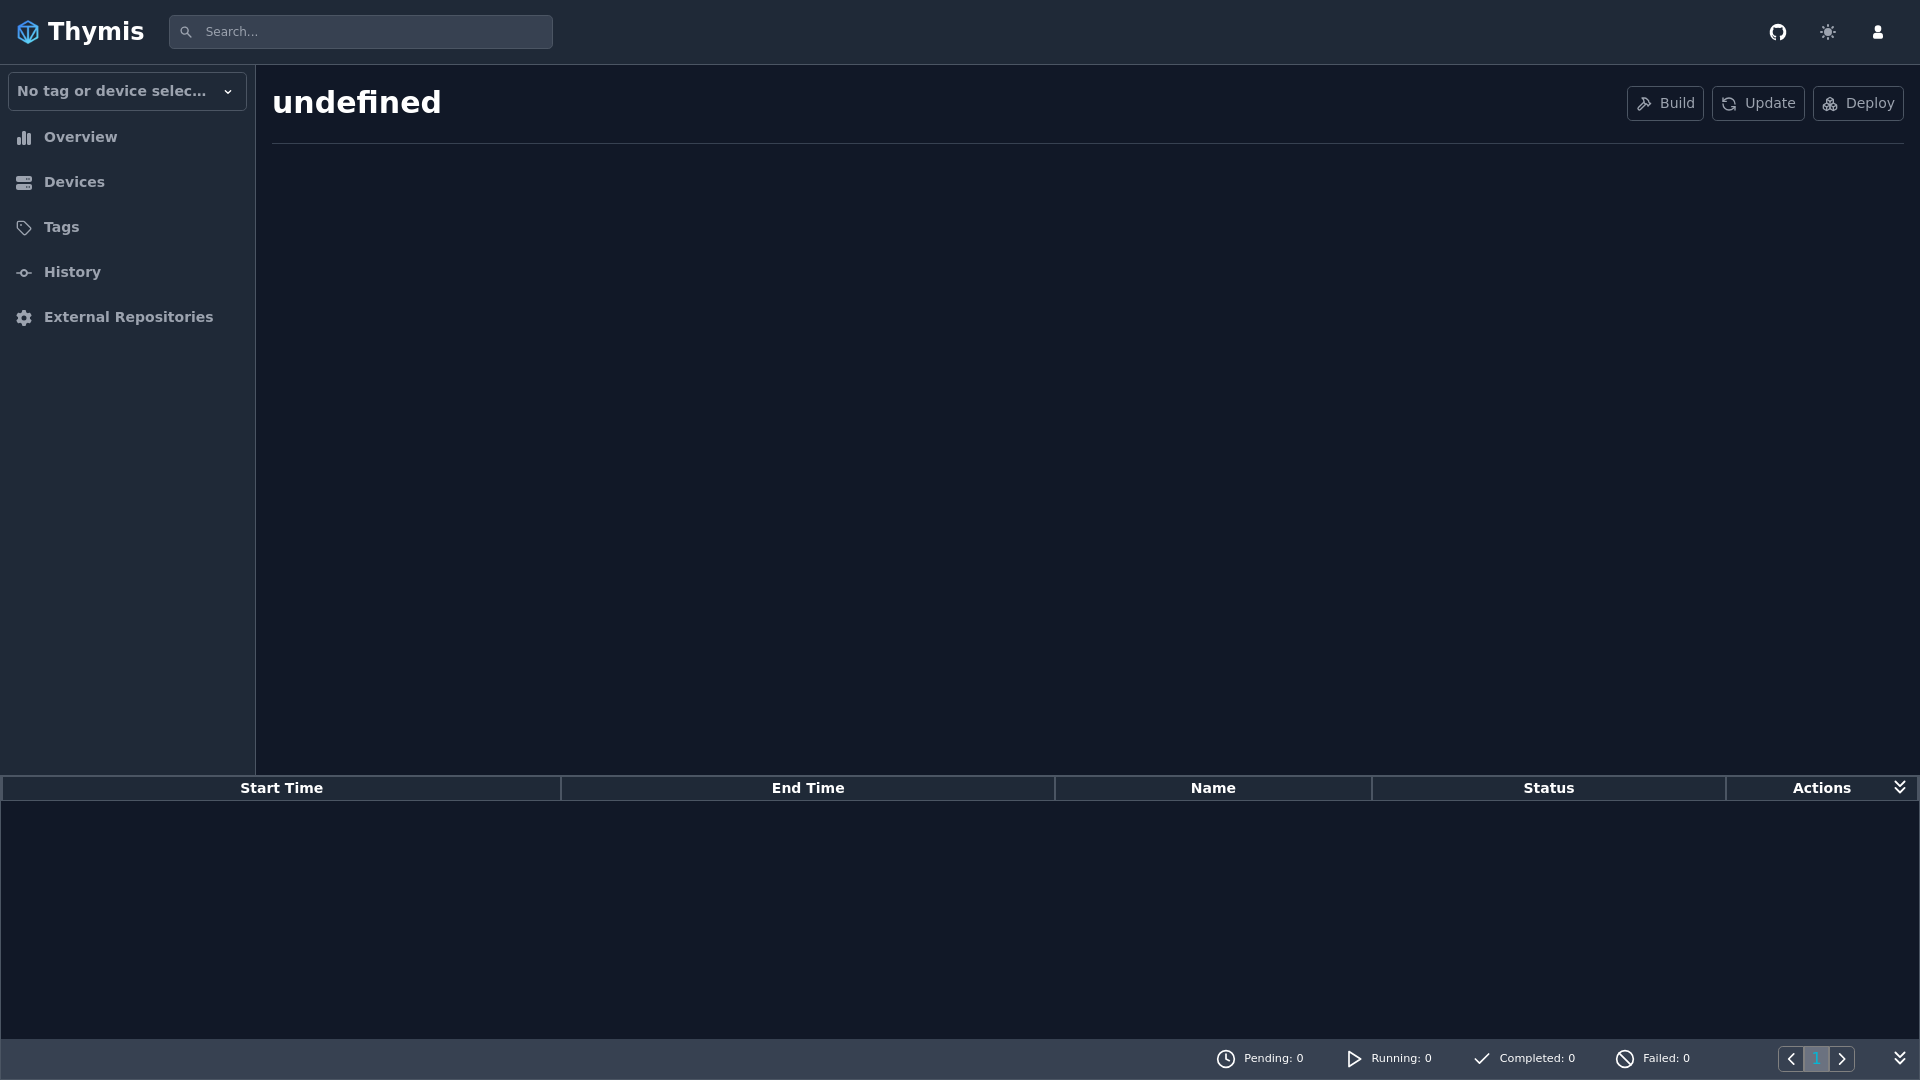 Thymis
Search...
No tag or device selec...
Overview
Devices
Tags
History
External Repositories
undefined
Build
Update
Deploy
Start Time
End Time
Name
Status
Actions
Pending: 0
Running: 0
Completed: 0
Failed: 0
1